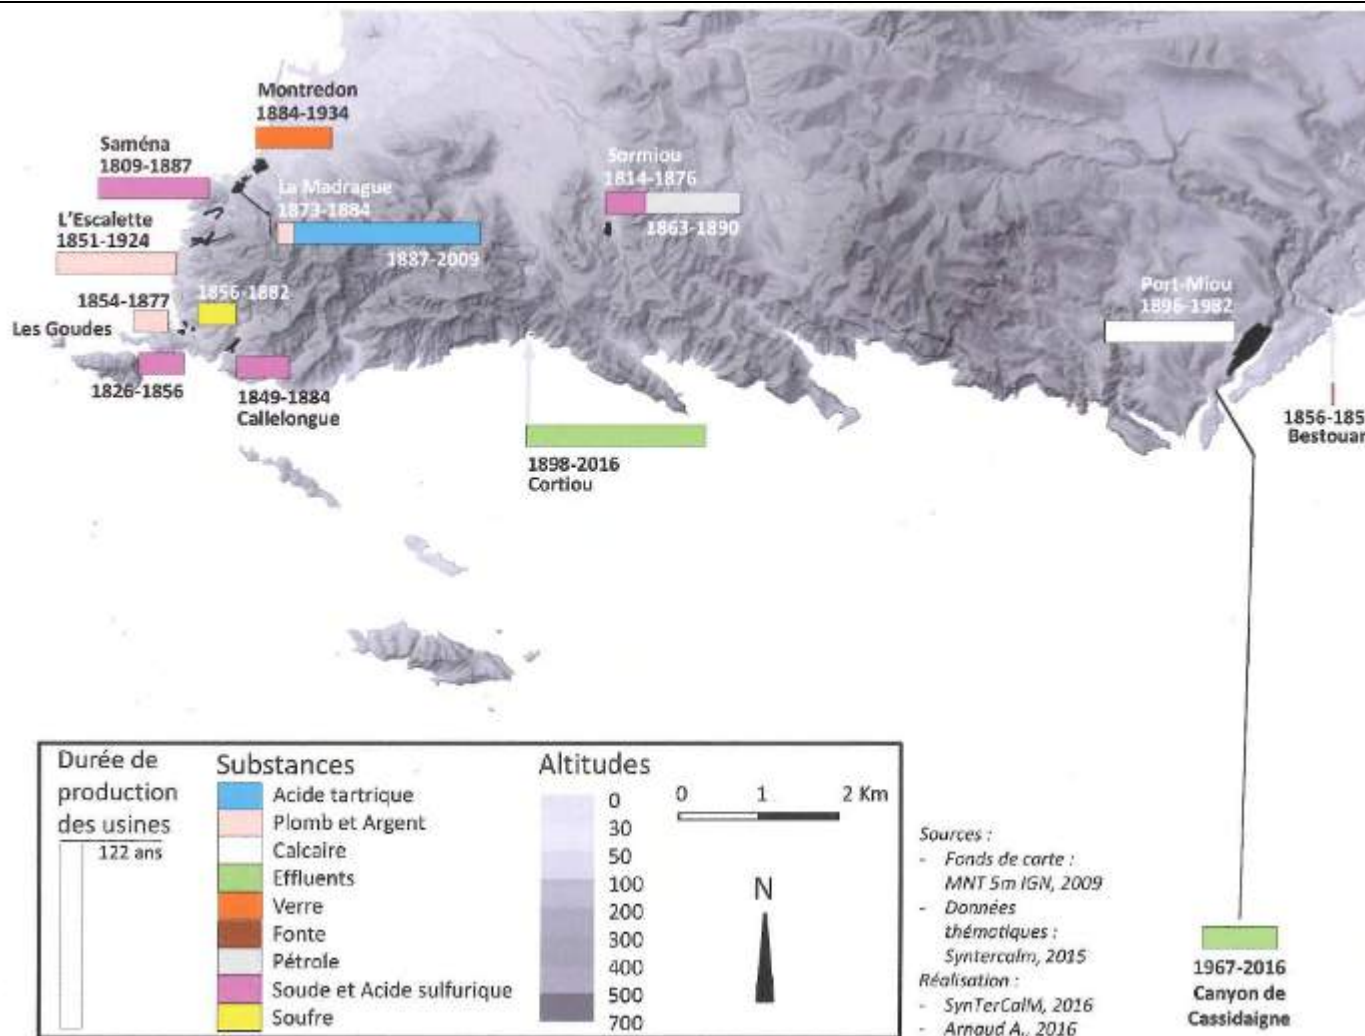 Montredon
1884-1934
Saména
1809-1887
La Madrague
1873-1884
1887-2009
Sormiou
1814-1876
1863-1890
L'Escalette
1851-1924
1854-1877
1856-1882
Les Goudes
1826-1856
1849-1884
Callelongue
Port-Miou
1896-1982
1898-2016
Cortiou
1856-185
Bestouan
Durée de
production
des usines
122 ans
Substances
Acide tartrique
Plomb et Argent
Calcaire
Effluents
Verre
Fonte
Pétrole
Soude et Acide sulfurique
Soufre
Altitudes
0
30
50
100
200
300
400
500
700
0 1 2 Km
N
Sources :
- Fonds de carte :
MNT 5m IGN, 2009
- Données
thématiques :
Syntercalm, 2015
Réalisation :
- SynTerCalM, 2016
- Arnaud A., 2016
1967-2016
Canyon de
Cassidaigne